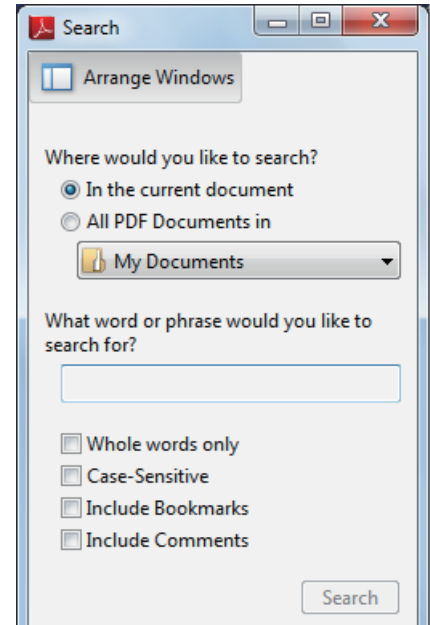 Search
Arrange Windows
Where would you like to search?
In the current document
All PDF Documents in
My Documents
What word or phrase would you like to
search for?
Whole words only
Case-Sensitive
Include Bookmarks
Include Comments
Search